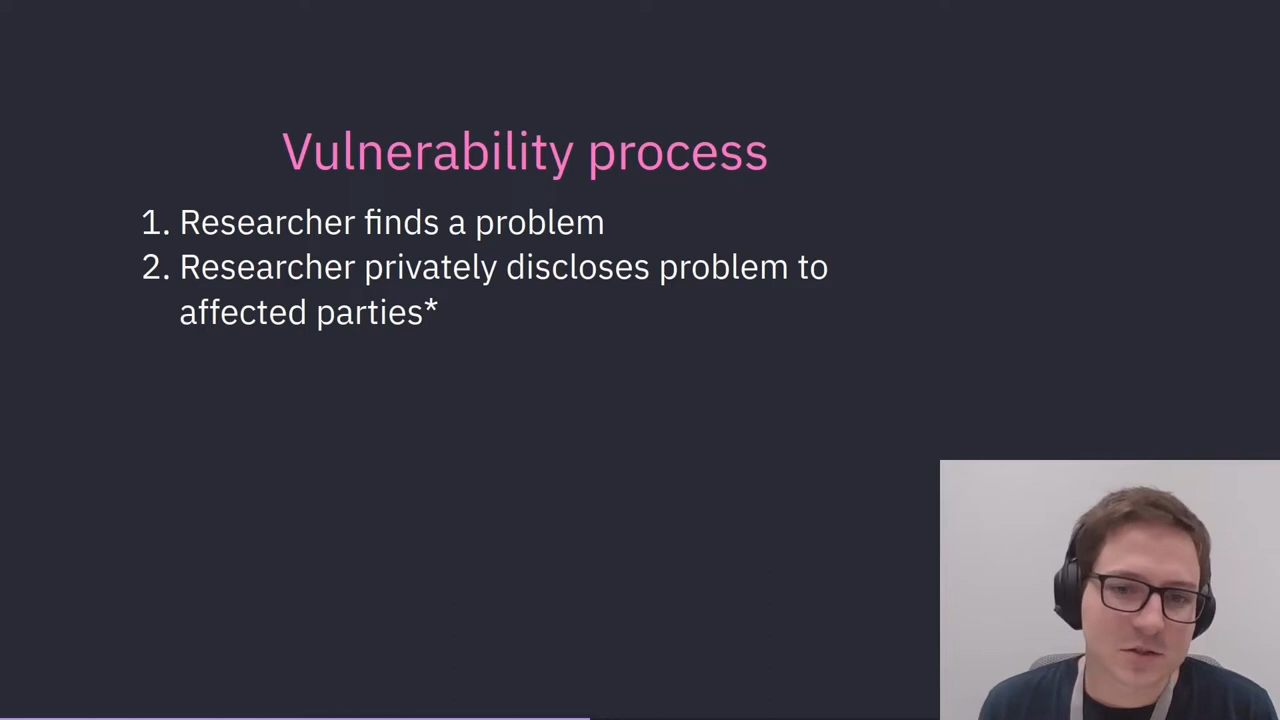 Vulnerability process
1. Researcher finds a problem
2. Researcher privately discloses problem to
affected parties*